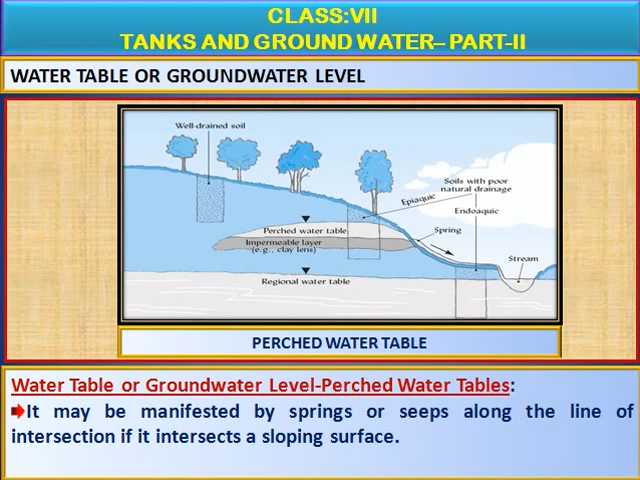 CLASS:VII
TANKS AND GROUND WATER– PART-II
WATER TABLE OR GROUNDWATER LEVEL
Well-drained soil
Soils with poor
natural drainage
Epiaquic
Endoaquic
Perched water table
Spring
Impermeable layer
(e.g., clay lens)
Stream
Regional water table
PERCHED WATER TABLE
Water Table or Groundwater Level-Perched Water Tables:
It may be manifested by springs or seeps along the line of
intersection if it intersects a sloping surface.